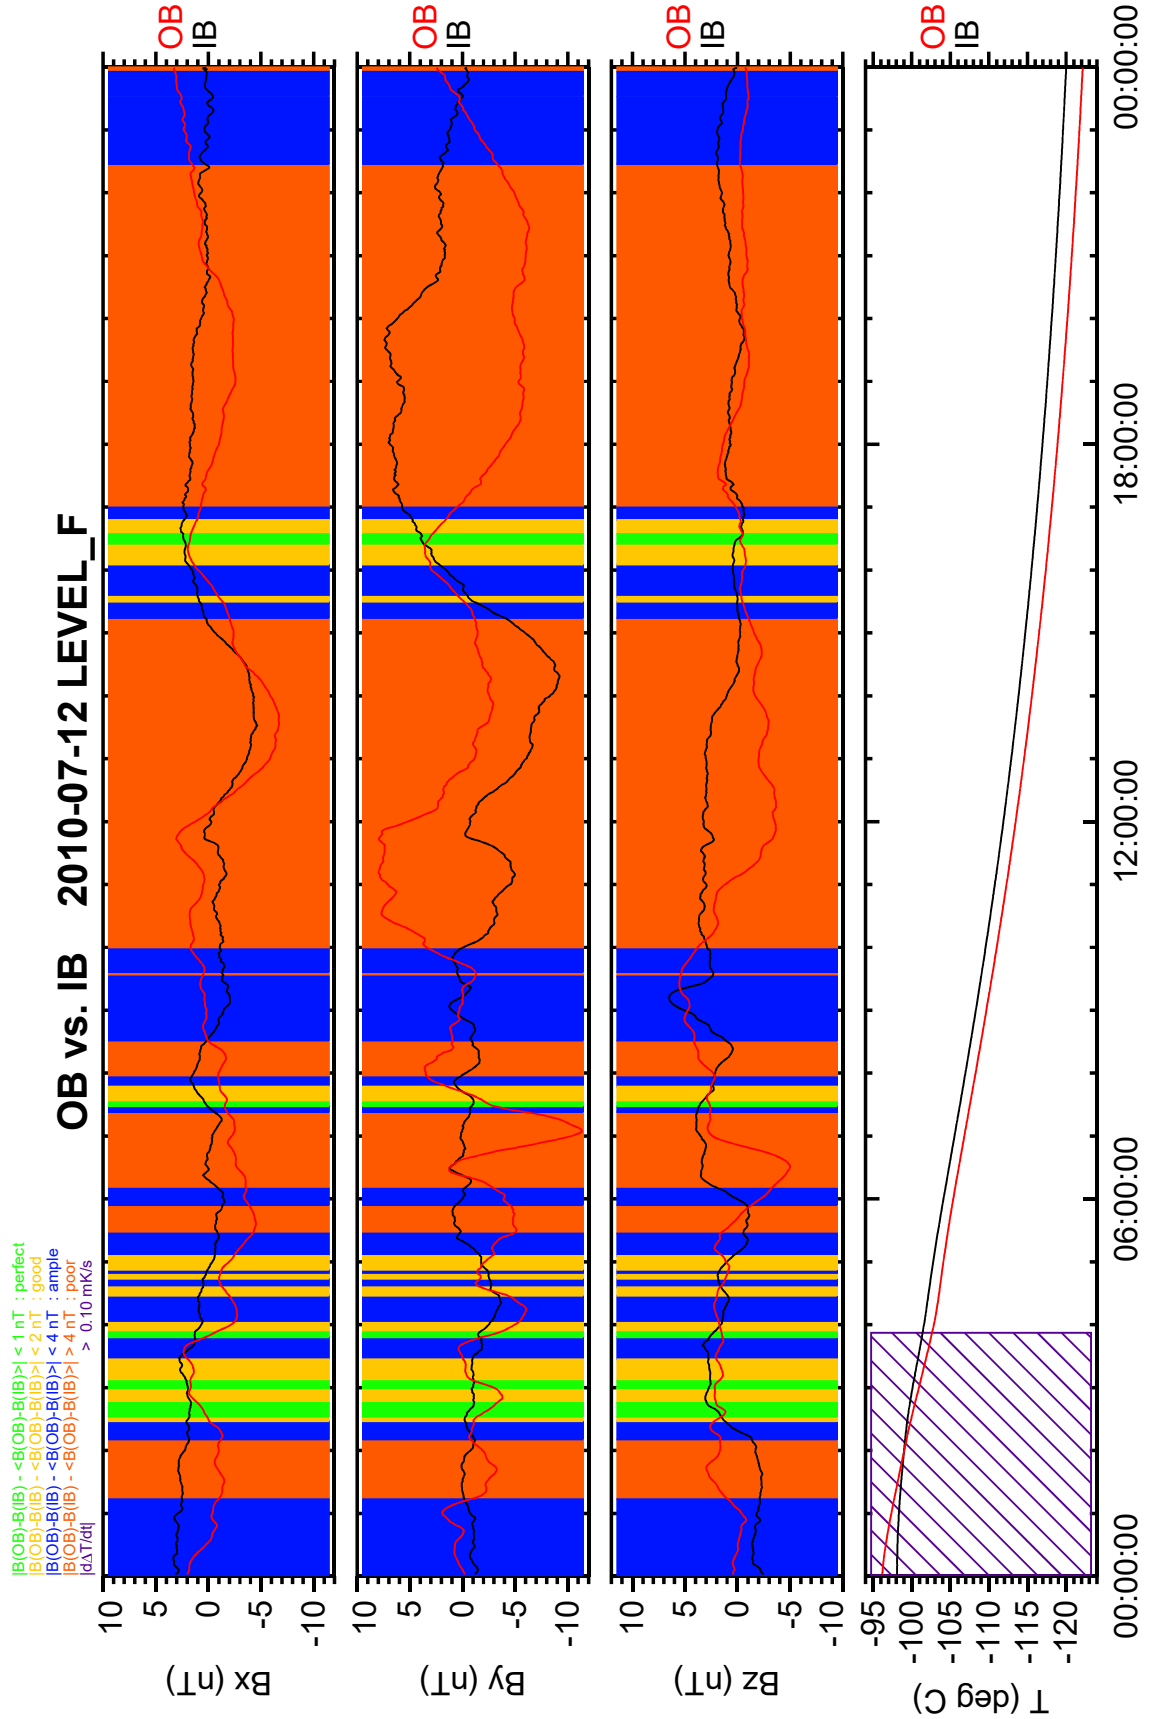 OB vs. IB 2010-07-12 LEVEL_F
|B(OB)-B(IB) - <B(OB)-B(IB)>| < 1 nT : perfect
|B(OB)-B(IB) - <B(OB)-B(IB)>| < 2 nT : good
|B(OB)-B(IB) - <B(OB)-B(IB)>| < 4 nT : ample
|B(OB)-B(IB) - <B(OB)-B(IB)>| > 4 nT : poor
|dΔT/dt| > 0.10 mK/s
Bx (nT)
10
5
0
-5
-10
OB
IB
By (nT)
10
5
0
-5
-10
OB
IB
Bz (nT)
10
5
0
-5
-10
OB
IB
T (deg C)
-95
-100
-105
-110
-115
-120
OB
IB
00:00:00 06:00:00 12:00:00 18:00:00 00:00:00